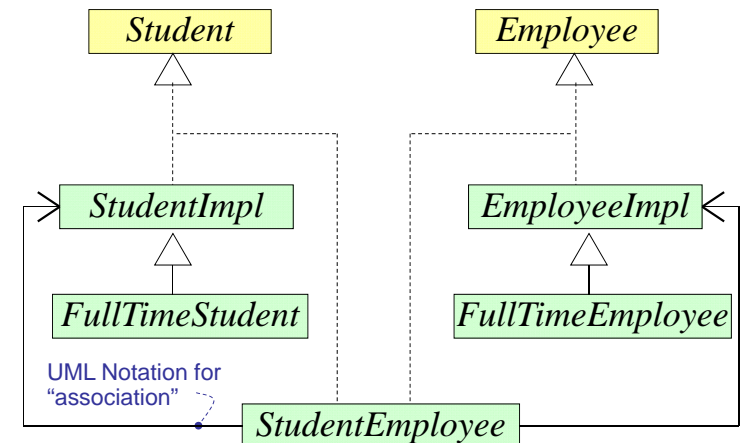 Student
Employee
StudentImpl
EmployeeImpl
FullTimeStudent
FullTimeEmployee
UML Notation for
“association”
StudentEmployee